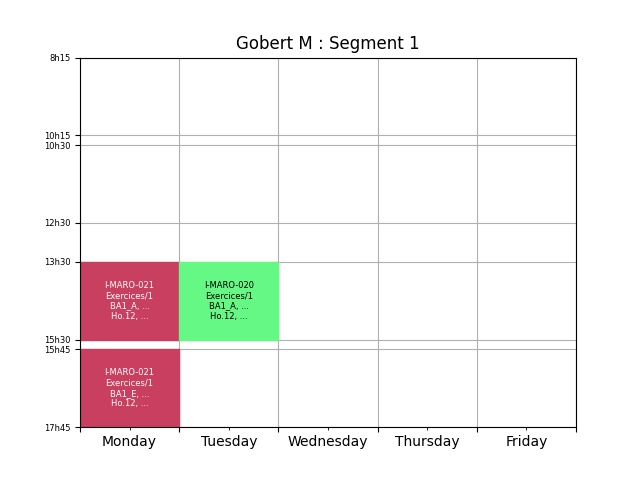 Gobert M : Segment 1
8h15
10h15
10h30
12h30
13h30
I-MARO-021
Exercices/1
BA1_A, ...
Ho.12, ...
I-MARO-020
Exercices/1
BA1_A, ...
Ho.12, ...
15h30
15h45
I-MARO-021
Exercices/1
BA1_E, ...
Ho.12, ...
17h45
Monday Tuesday Wednesday Thursday Friday